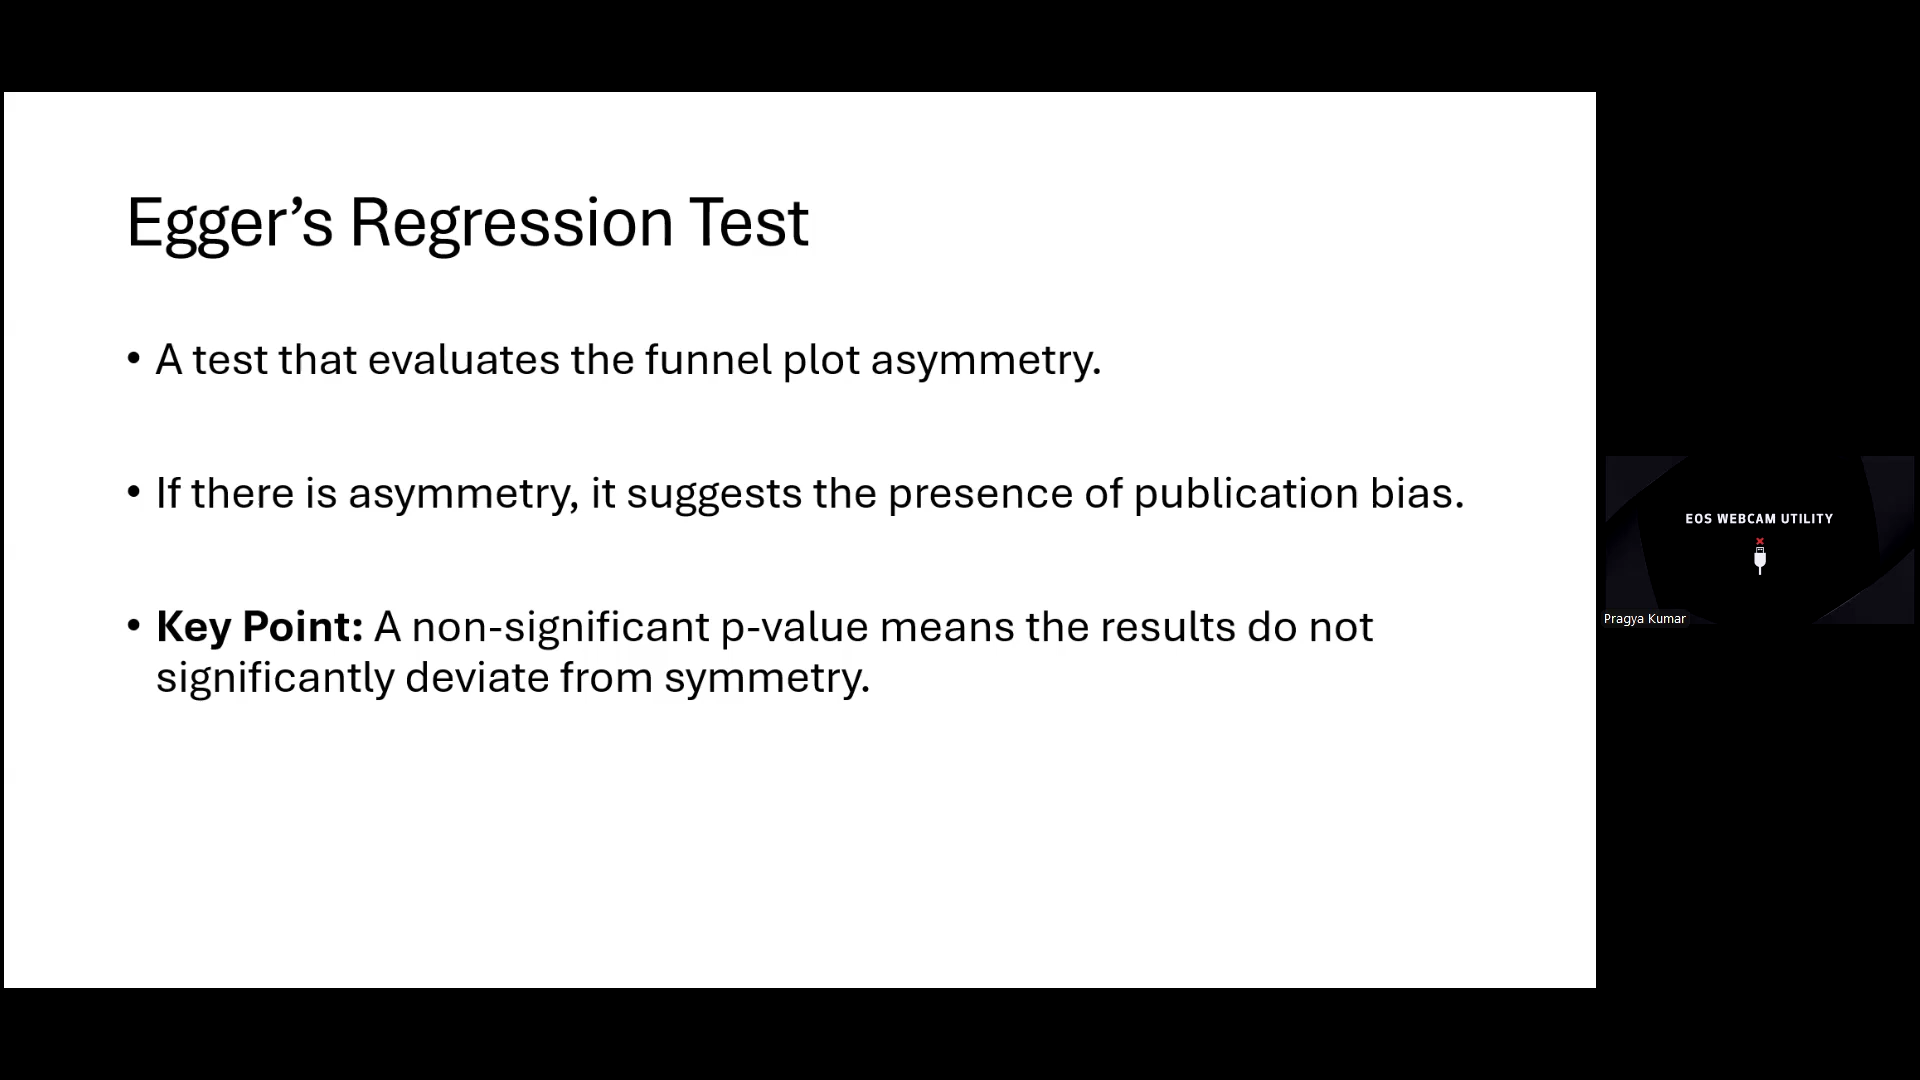 Egger’s Regression Test
• A test that evaluates the funnel plot asymmetry.
• If there is asymmetry, it suggests the presence of publication bias.
• Key Point: A non-significant p-value means the results do not
significantly deviate from symmetry.
EOS WEBCAM UTILITY
Pragya Kumar